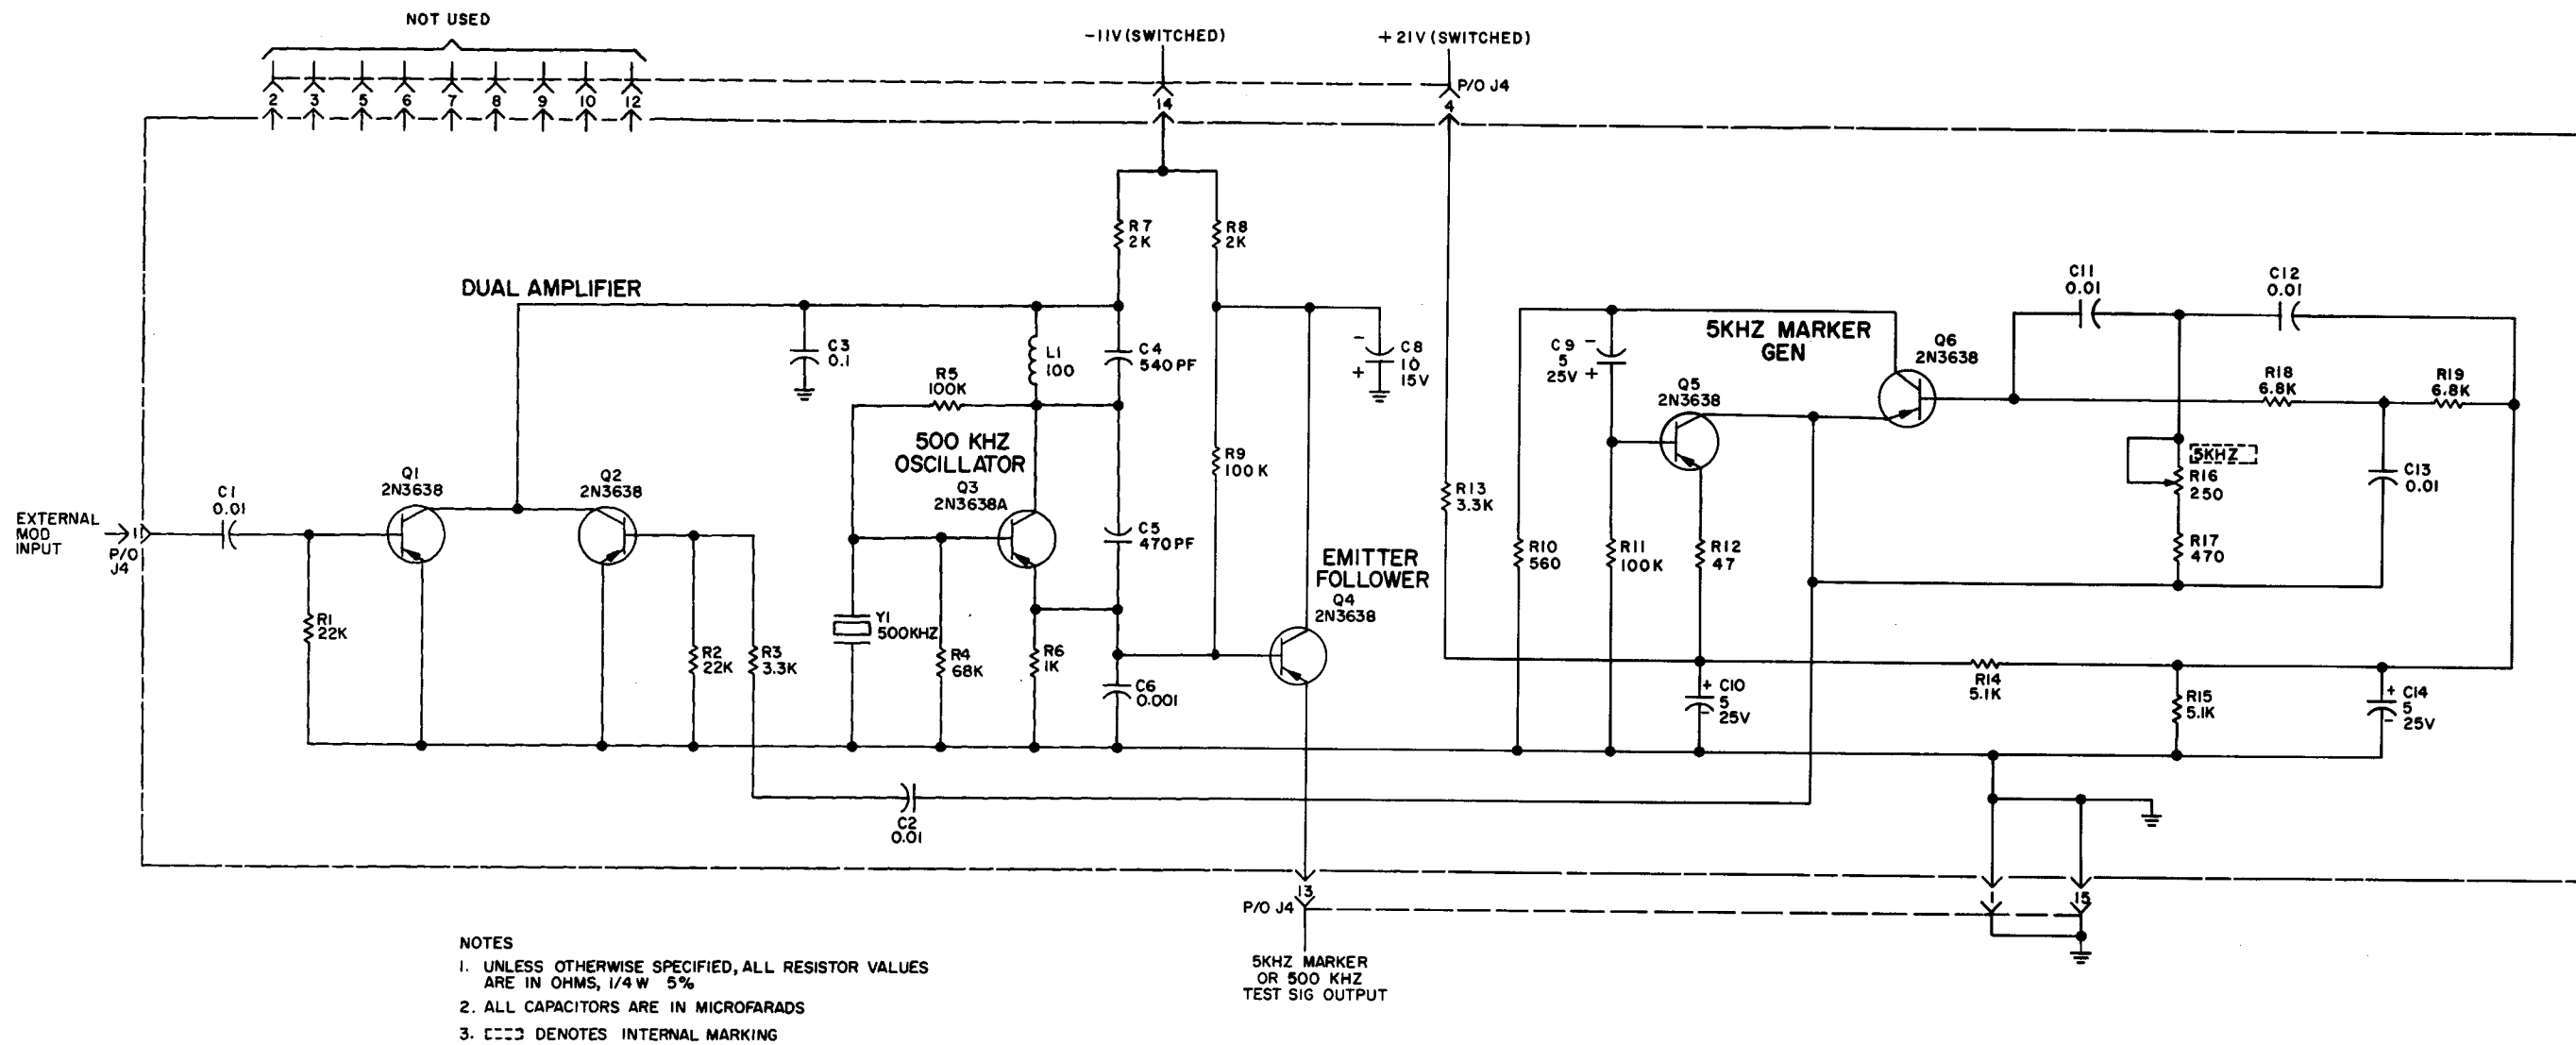 NOT USED
-11V (SWITCHED)
+21V (SWITCHED)
P/O J4
2 3 5 6 7 8 9 10 12
14
4
R7
2K
R8
2K
DUAL AMPLIFIER
C3
0.1
L1
100
C4
540 PF
C8
10
15V
- +
R5
100K
500 KHZ
OSCILLATOR
Q3
2N3638A
R9
100K
C5
470 PF
Q1
2N3638
Q2
2N3638
C1
0.01
EXTERNAL
MOD
INPUT
11
P/O
J4
R1
22K
R2
22K
R3
3.3K
Y1
500KHZ
R4
68K
R6
1K
C6
0.001
EMITTER
FOLLOWER
Q4
2N3638
C2
0.01
R13
3.3K
5KHZ MARKER
GEN
C9
5
25V
- +
Q5
2N3638
Q6
2N3638
C11
0.01
C12
0.01
R18
6.8K
R19
6.8K
5KHZ
R16
250
C13
0.01
R17
470
R10
560
R11
100K
R12
47
C10
5
25V
+ -
R14
5.1K
R15
5.1K
C14
5
25V
+ -
13
P/O J4
1
15
5KHZ MARKER
OR 500 KHZ
TEST SIG OUTPUT
NOTES
1. UNLESS OTHERWISE SPECIFIED, ALL RESISTOR VALUES
ARE IN OHMS, 1/4 W 5%
2. ALL CAPACITORS ARE IN MICROFARADS
3. DENOTES INTERNAL MARKING